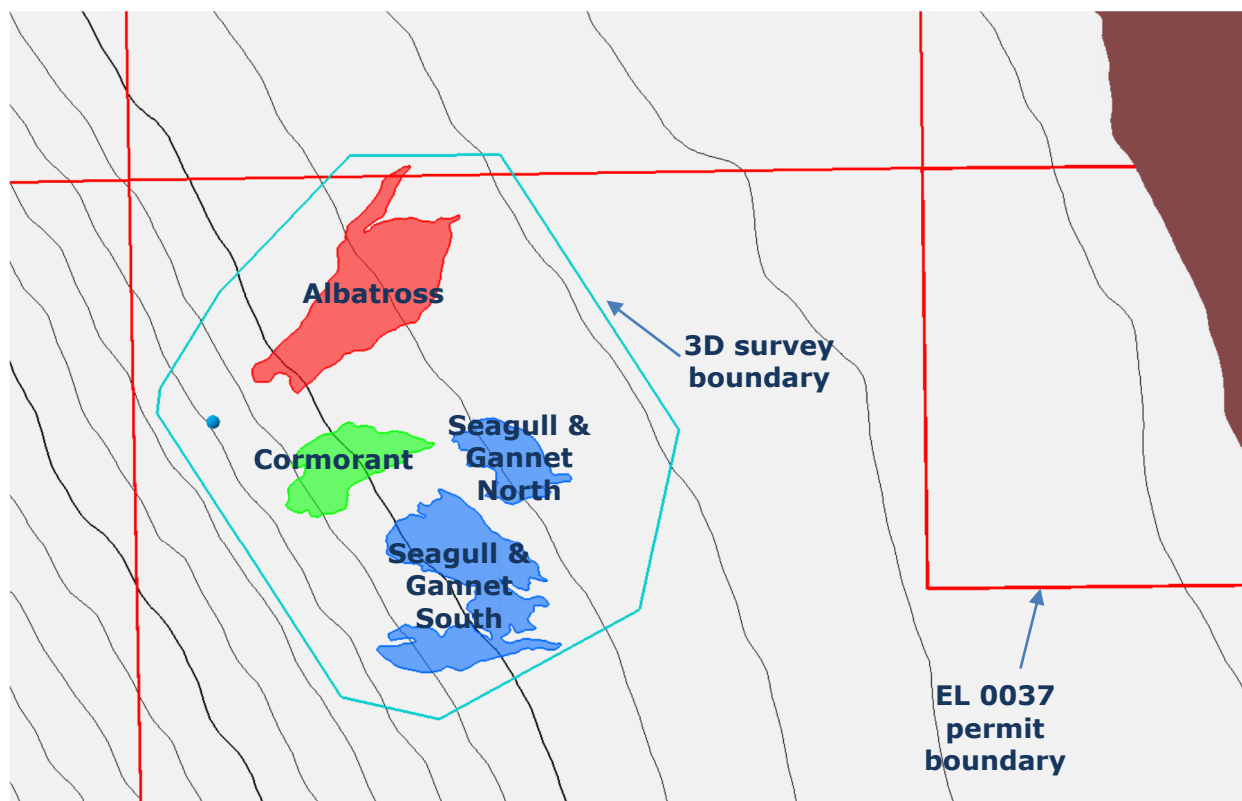 Albatross
3D survey
boundary
Seagull &
Gannet
North
Cormorant
Seagull &
Gannet
South
EL 0037
permit
boundary